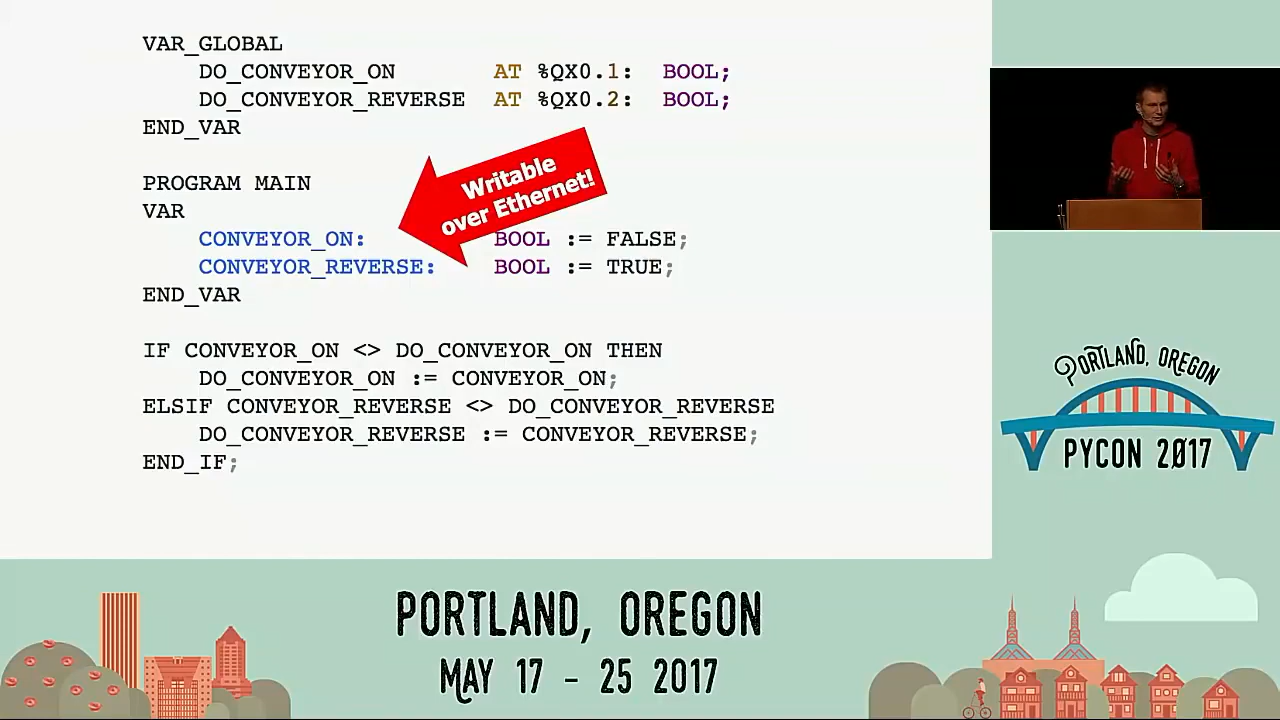 VAR_GLOBAL
DO_CONVEYOR_ON AT %QX0.1: BOOL;
DO_CONVEYOR_REVERSE AT %QX0.2: BOOL;
END_VAR
PROGRAM MAIN
VAR
CONVEYOR_ON: BOOL := FALSE;
CONVEYOR_REVERSE: BOOL := TRUE;
END_VAR
Writable
over Ethernet!
IF CONVEYOR_ON <> DO_CONVEYOR_ON THEN
DO_CONVEYOR_ON := CONVEYOR_ON;
ELSIF CONVEYOR_REVERSE <> DO_CONVEYOR_REVERSE
DO_CONVEYOR_REVERSE := CONVEYOR_REVERSE;
END_IF;
PORTLAND, OREGON
PYCON 2017
PORTLAND, OREGON
MAY 17 - 25 2017